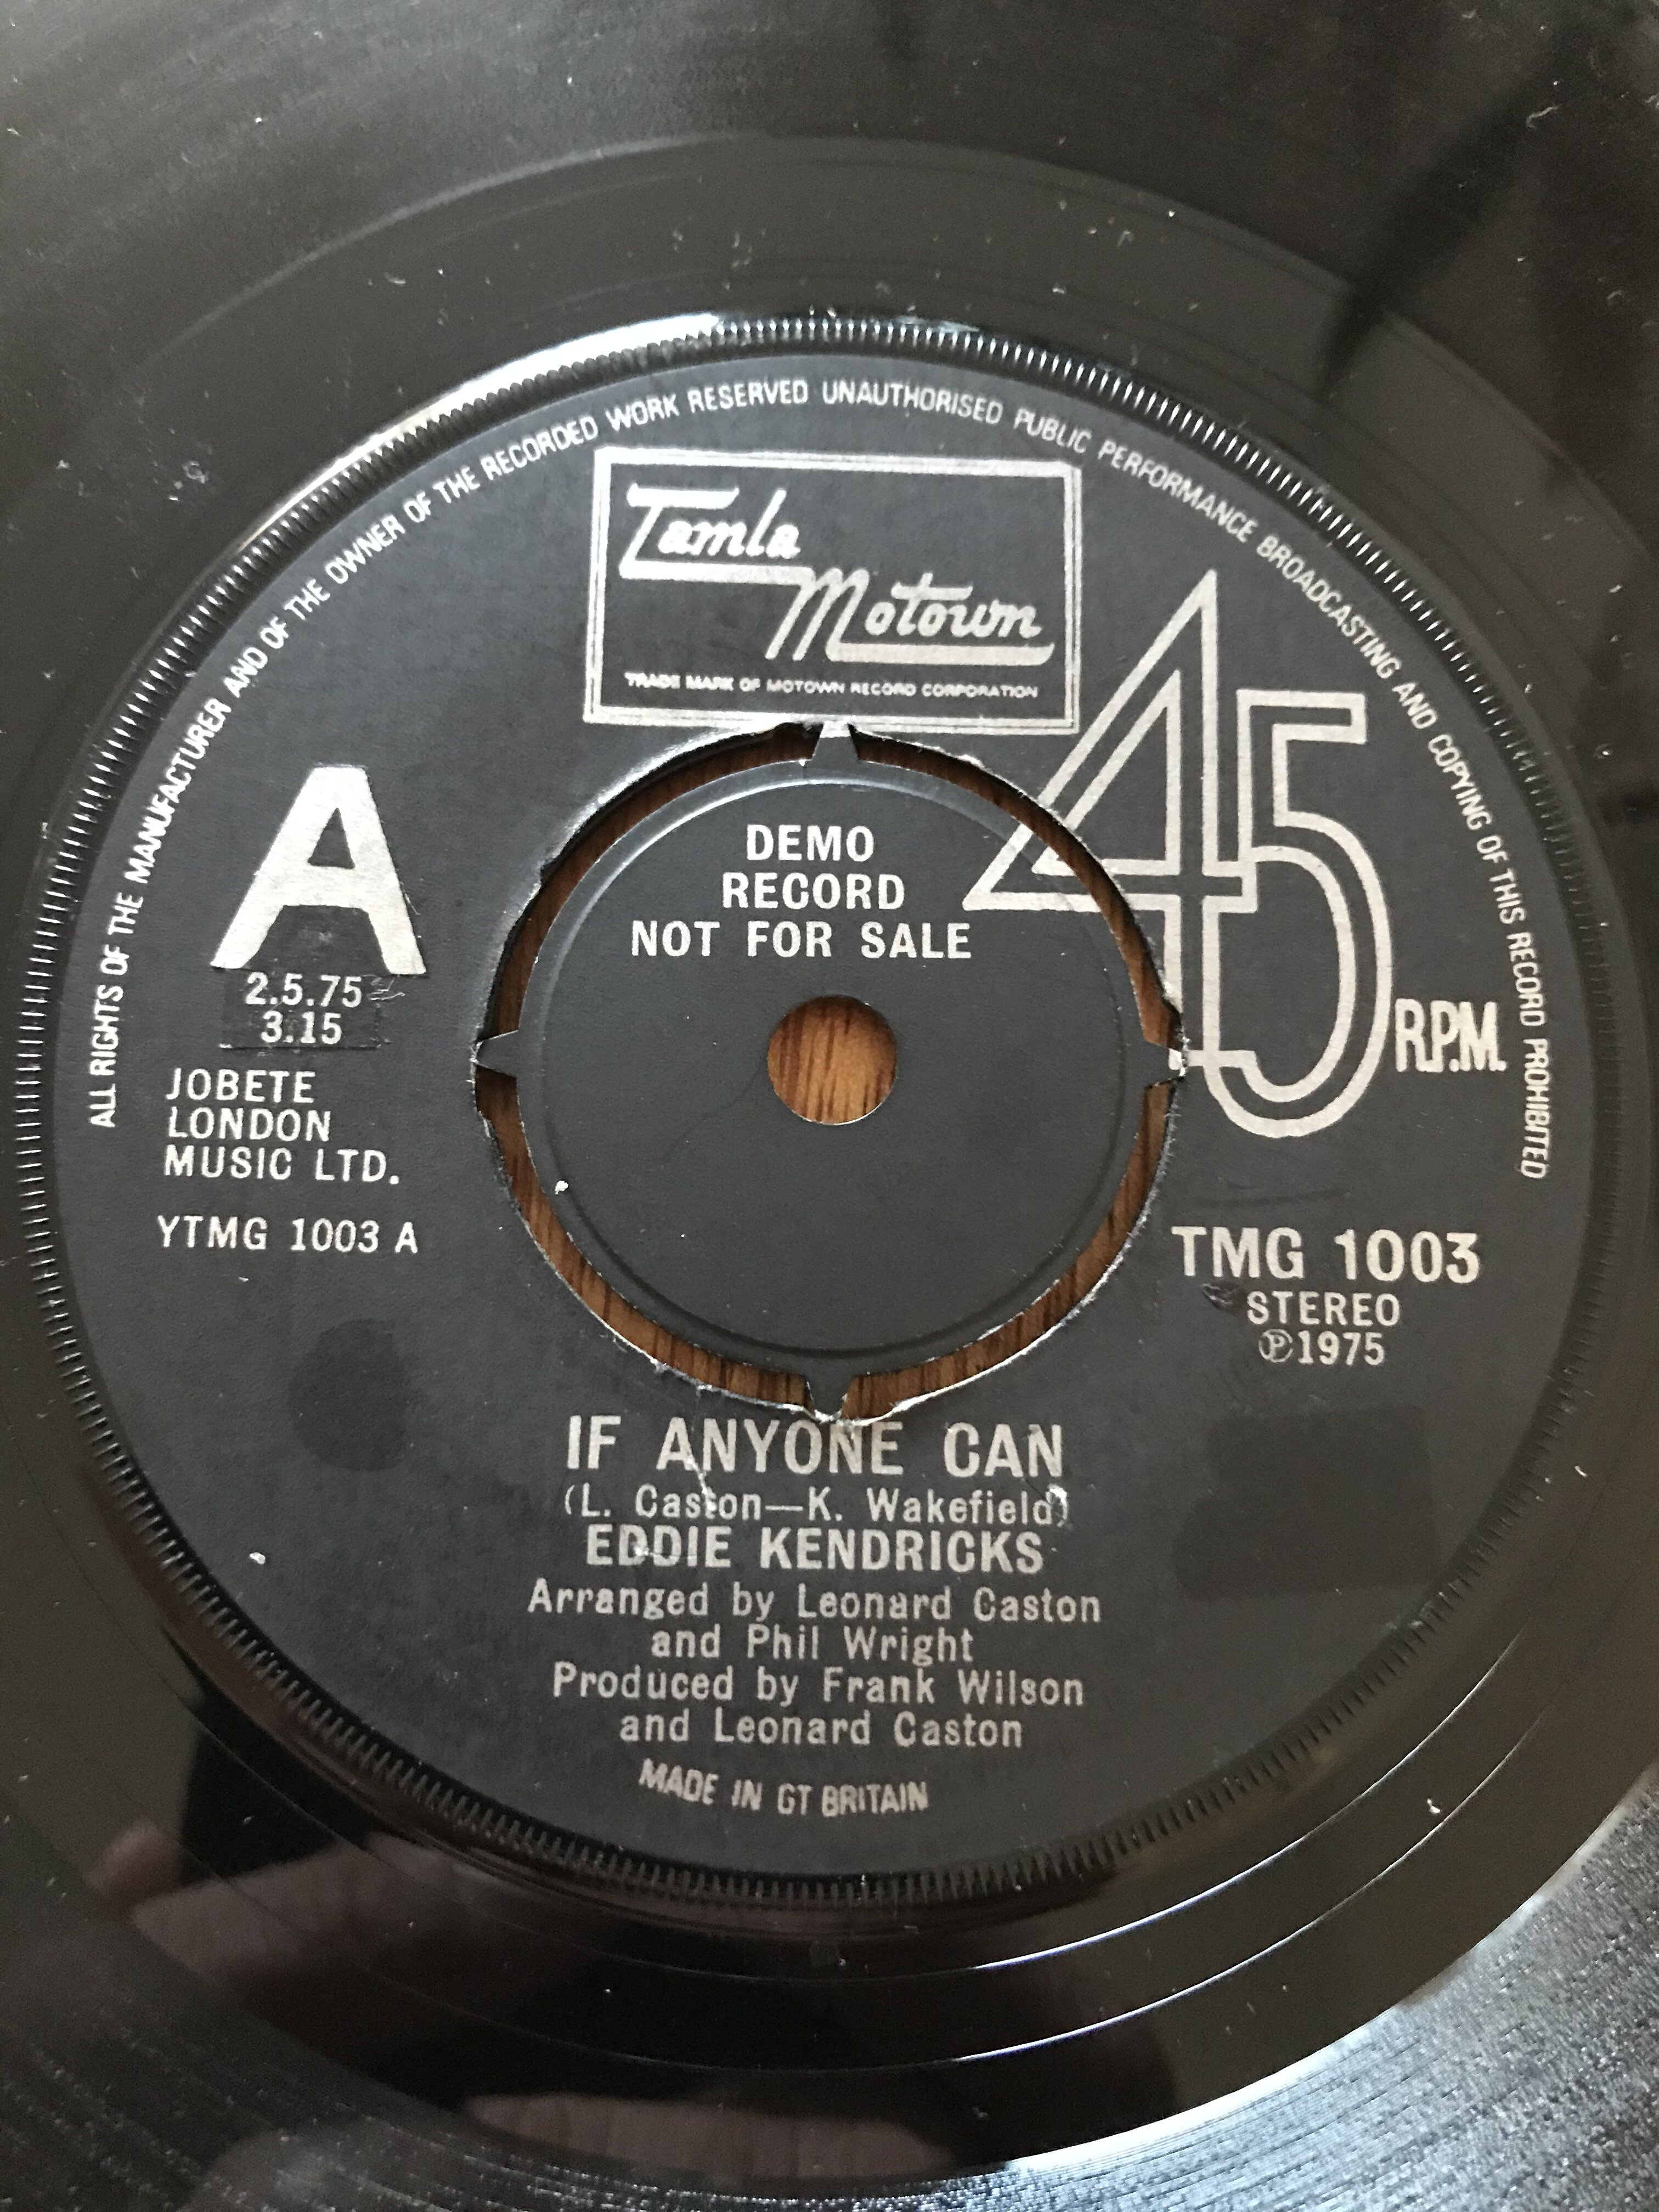 ALL RIGHTS OF THE MANUFACTURER AND OF THE OWNER OF THE RECORDED WORK RESERVED UNAUTHORISED PUBLIC PERFORMANCE BROADCASTING AND COPYING OF THIS RECORD PROHIBITED
Tamla
Motown
TRADE MARK OF MOTOWN RECORD CORPORATION
45
R.P.M.
A
2.5.75
3.15
DEMO
RECORD
NOT FOR SALE
JOBETE
LONDON
MUSIC LTD.
YTMG 1003 A
TMG 1003
STEREO
Ⓟ1975
IF ANYONE CAN
(L. Caston—K. Wakefield)
EDDIE KENDRICKS
Arranged by Leonard Caston
and Phil Wright
Produced by Frank Wilson
and Leonard Caston
MADE IN GT BRITAIN